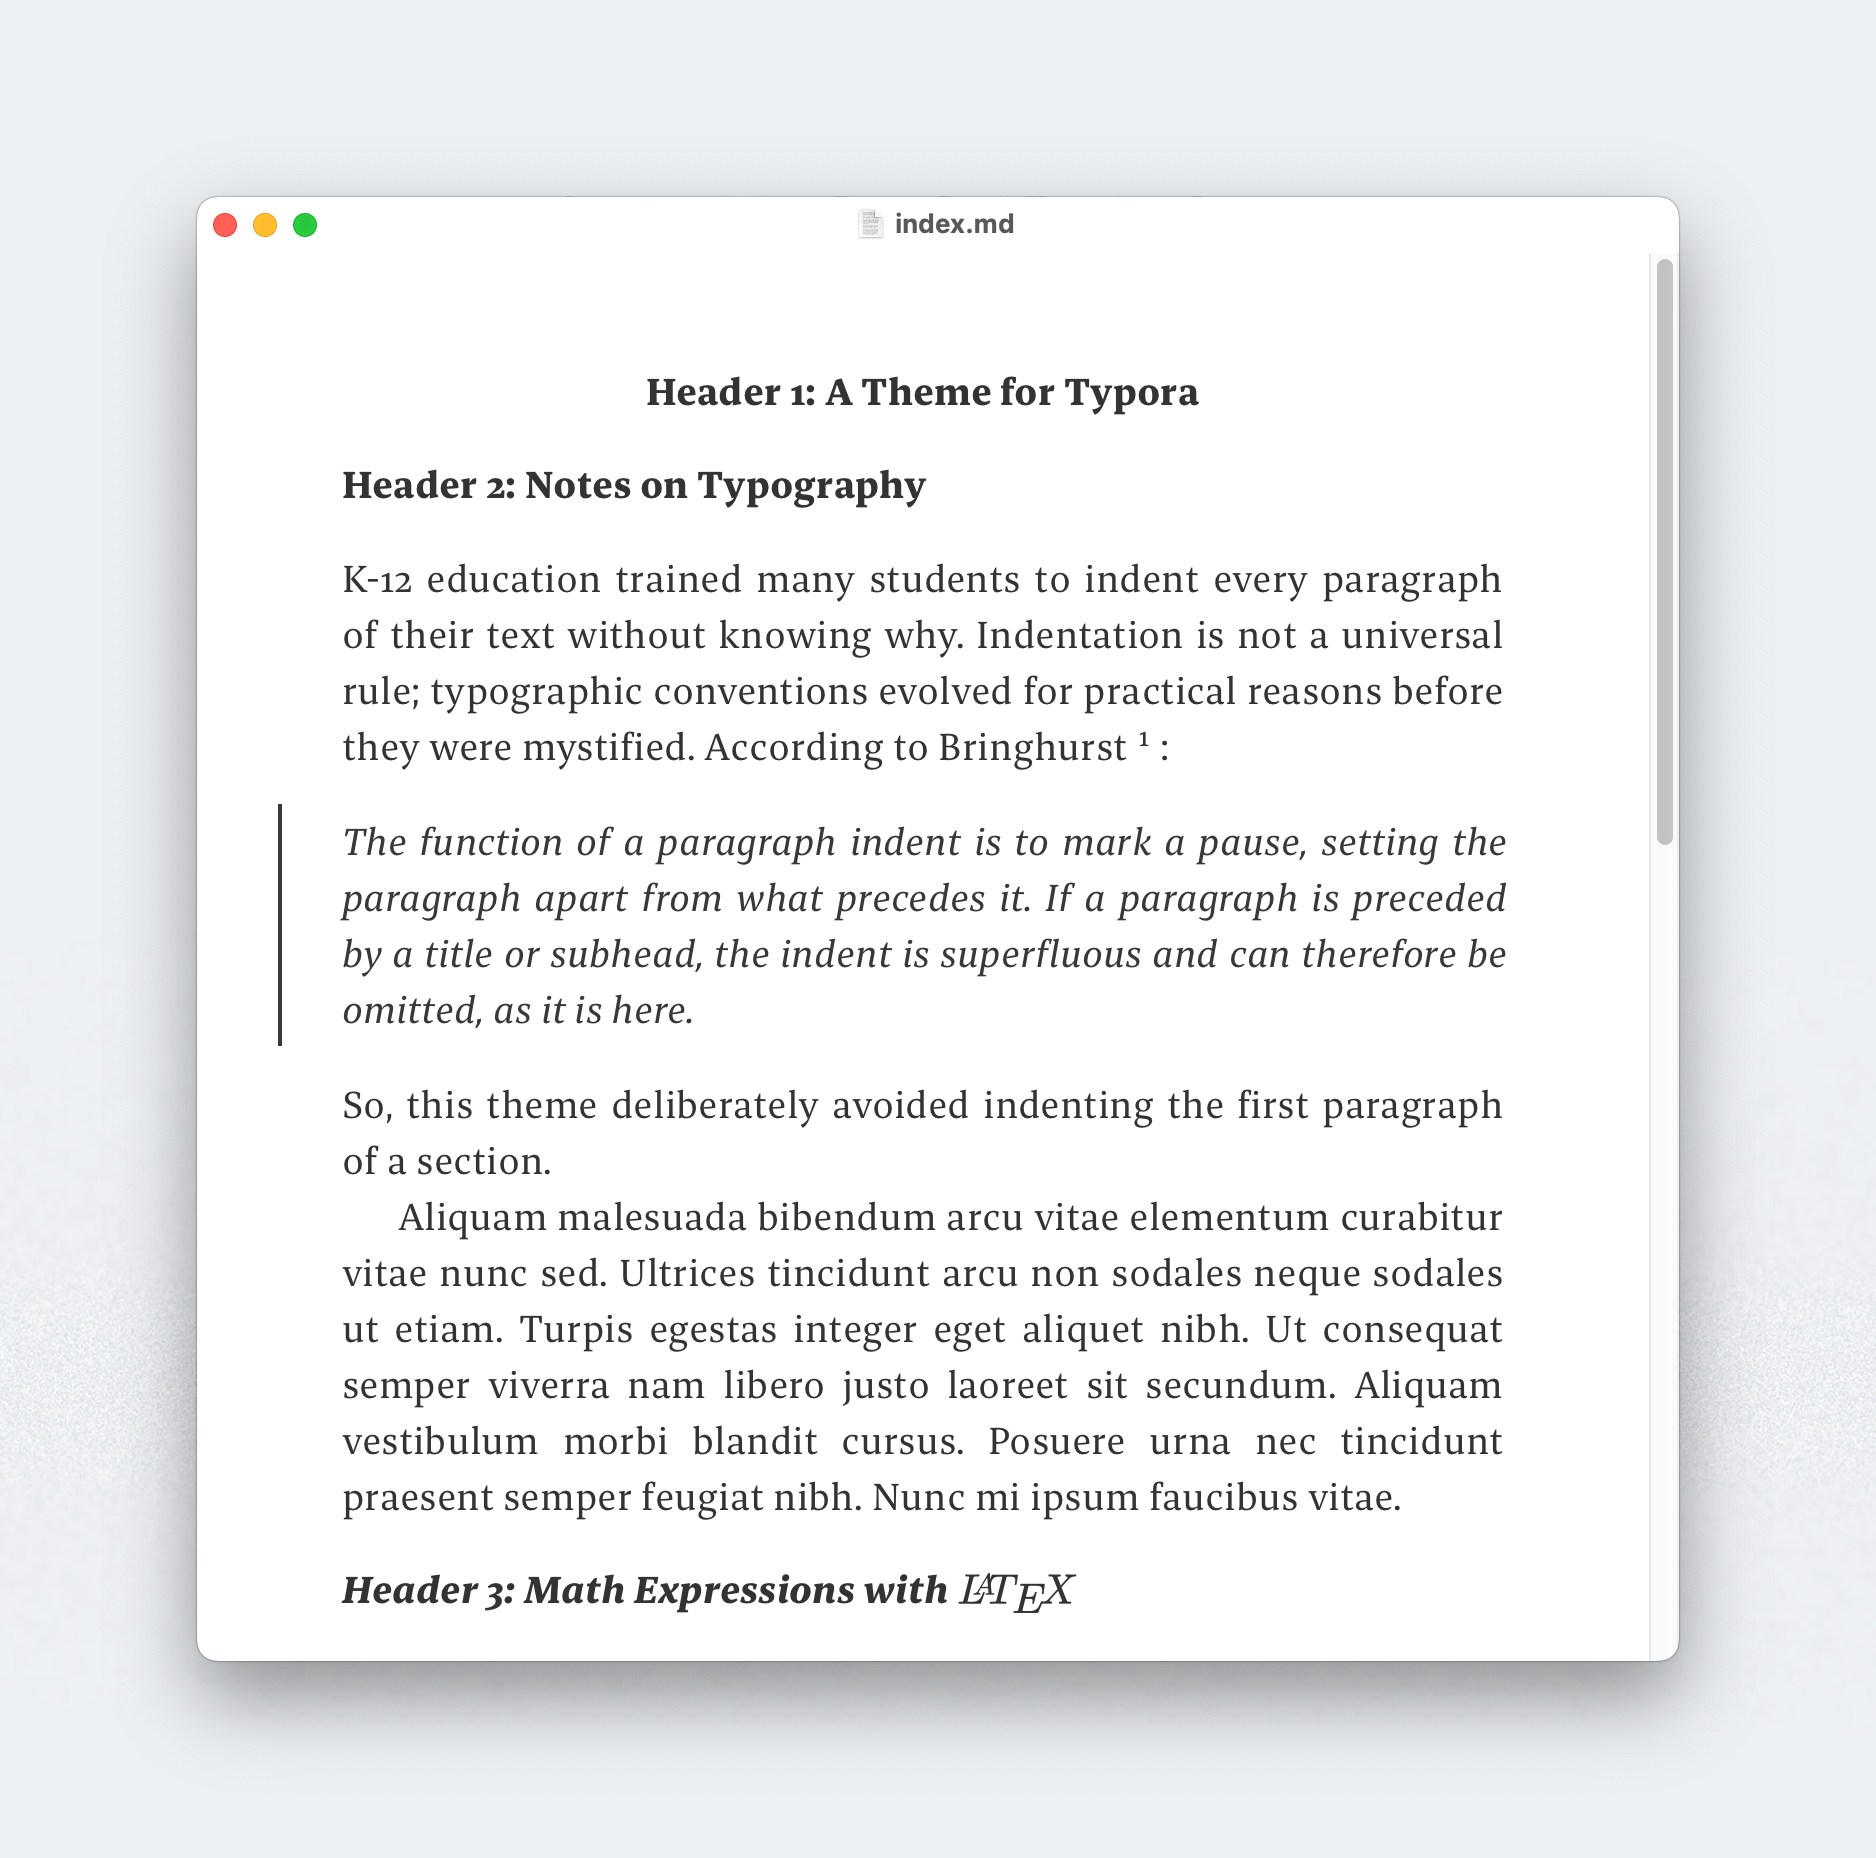 index.md
Header 1: A Theme for Typora
Header 2: Notes on Typography
K-12 education trained many students to indent every paragraph
of their text without knowing why. Indentation is not a universal
rule; typographic conventions evolved for practical reasons before
they were mystified. According to Bringhurst ¹ :
The function of a paragraph indent is to mark a pause, setting the
paragraph apart from what precedes it. If a paragraph is preceded
by a title or subhead, the indent is superfluous and can therefore be
omitted, as it is here.
So, this theme deliberately avoided indenting the first paragraph
of a section.
Aliquam malesuada bibendum arcu vitae elementum curabitur
vitae nunc sed. Ultrices tincidunt arcu non sodales neque sodales
ut etiam. Turpis egestas integer eget aliquet nibh. Ut consequat
semper viverra nam libero justo laoreet sit secundum. Aliquam
vestibulum morbi blandit cursus. Posuere urna nec tincidunt
praesent semper feugiat nibh. Nunc mi ipsum faucibus vitae.
Header 3: Math Expressions with LATEX